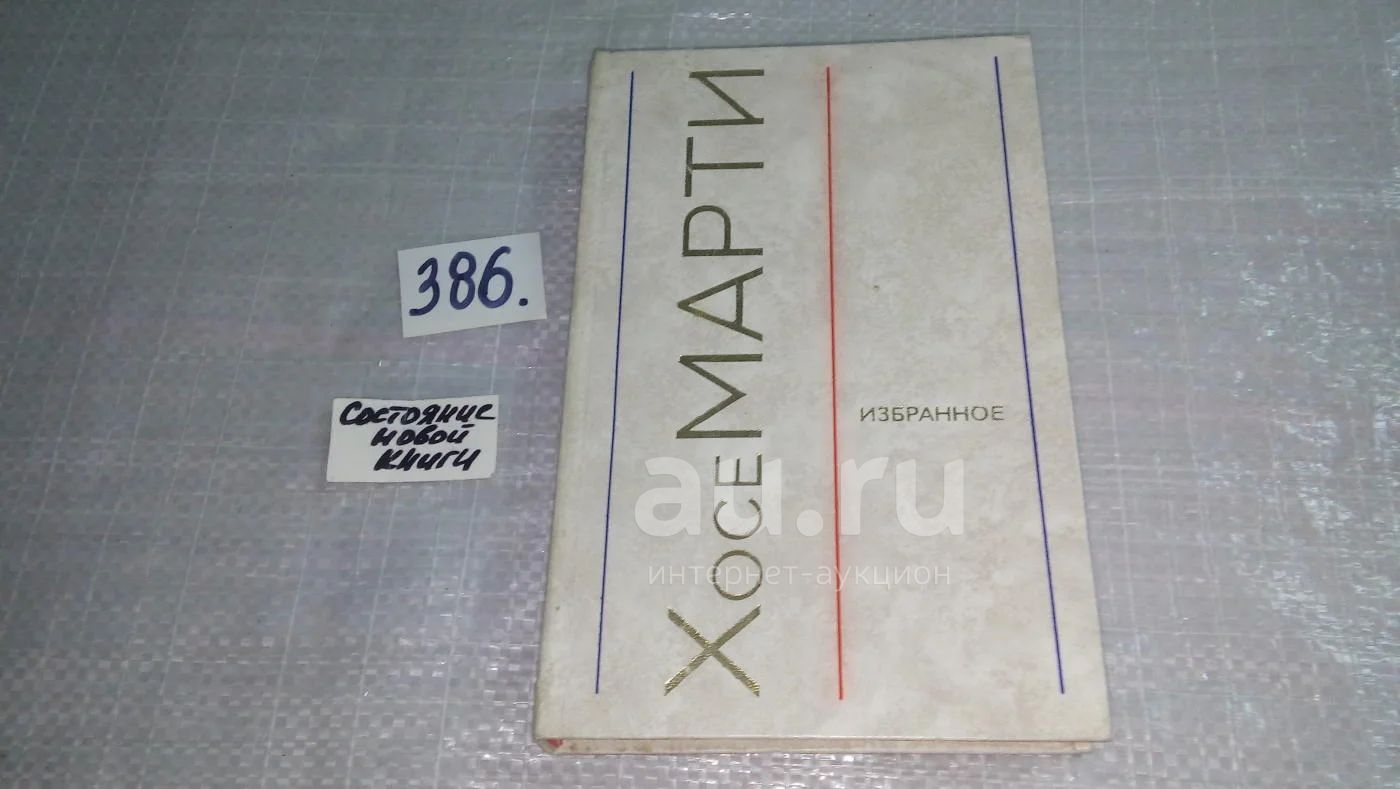 386.
Состояние
новой
книги
Хосе МАРТИ
ИЗБРАННОЕ
au.ru
интернет-аукцион